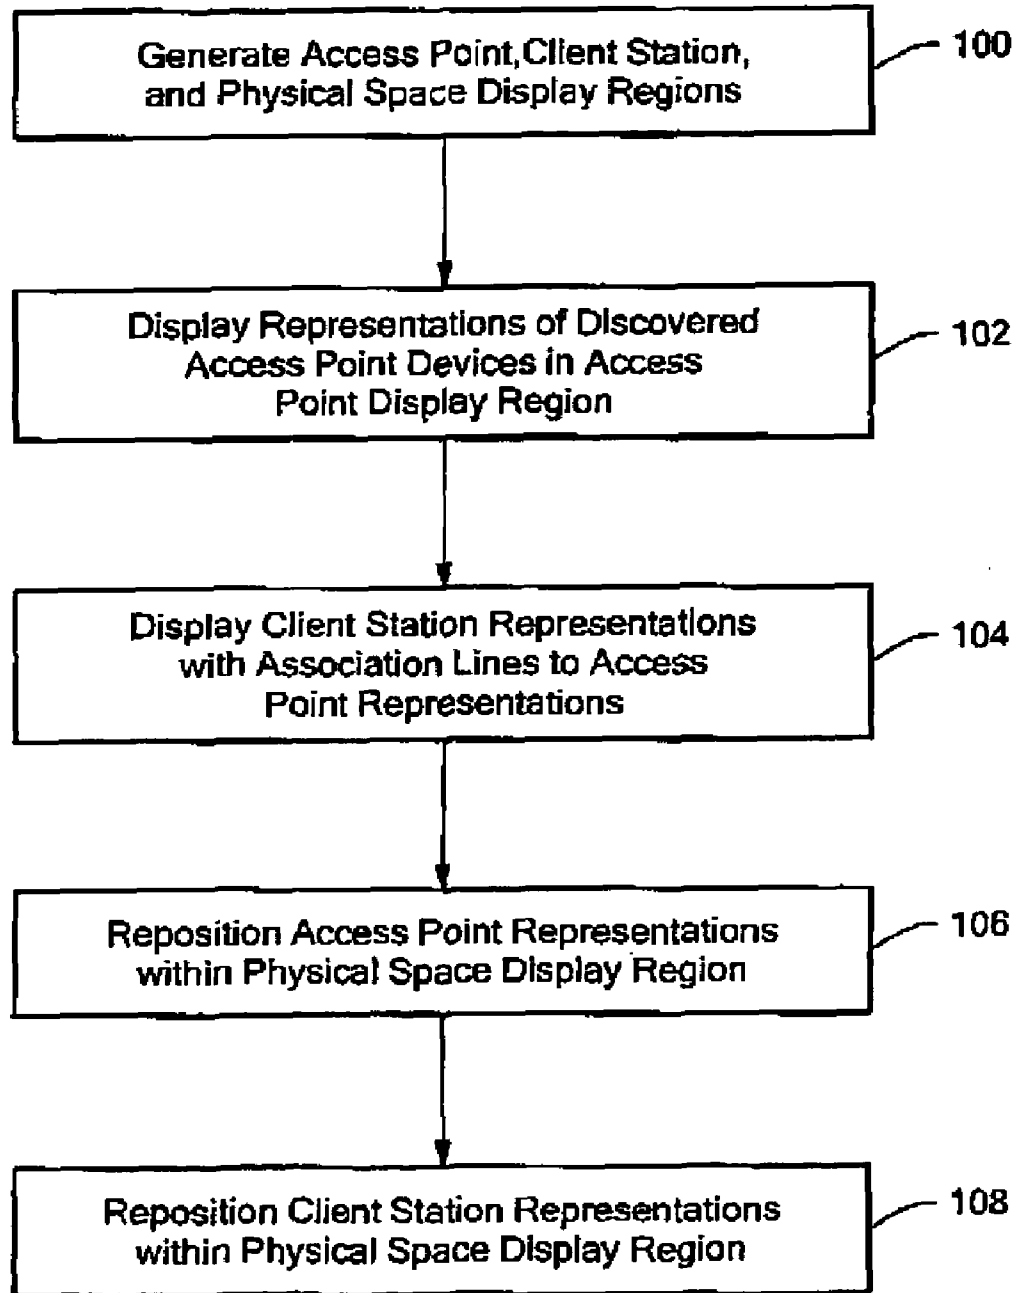 Generate Access Point, Client Station,
and Physical Space Display Regions
100
Display Representations of Discovered
Access Point Devices in Access
Point Display Region
102
Display Client Station Representations
with Association Lines to Access
Point Representations
104
Reposition Access Point Representations
within Physical Space Display Region
106
Reposition Client Station Representations
within Physical Space Display Region
108